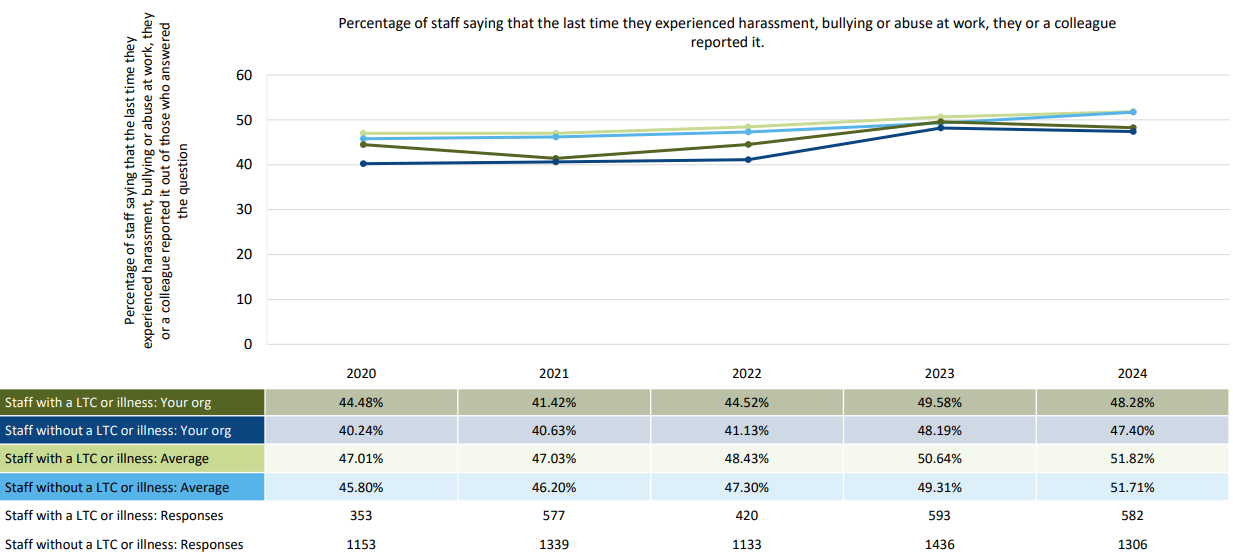 Percentage of staff saying that the last time they experienced harassment, bullying or abuse at work, they or a colleague
reported it.
Percentage of staff saying that the last time they
experienced harassment, bullying or abuse at work, they
or a colleague reported it out of those who answered
the question
60
50
40
30
20
10
0
2020 2021 2022 2023 2024
Staff with a LTC or illness: Your org 44.48% 41.42% 44.52% 49.58% 48.28%
Staff without a LTC or illness: Your org 40.24% 40.63% 41.13% 48.19% 47.40%
Staff with a LTC or illness: Average 47.01% 47.03% 48.43% 50.64% 51.82%
Staff without a LTC or illness: Average 45.80% 46.20% 47.30% 49.31% 51.71%
Staff with a LTC or illness: Responses 353 577 420 593 582
Staff without a LTC or illness: Responses 1153 1339 1133 1436 1306